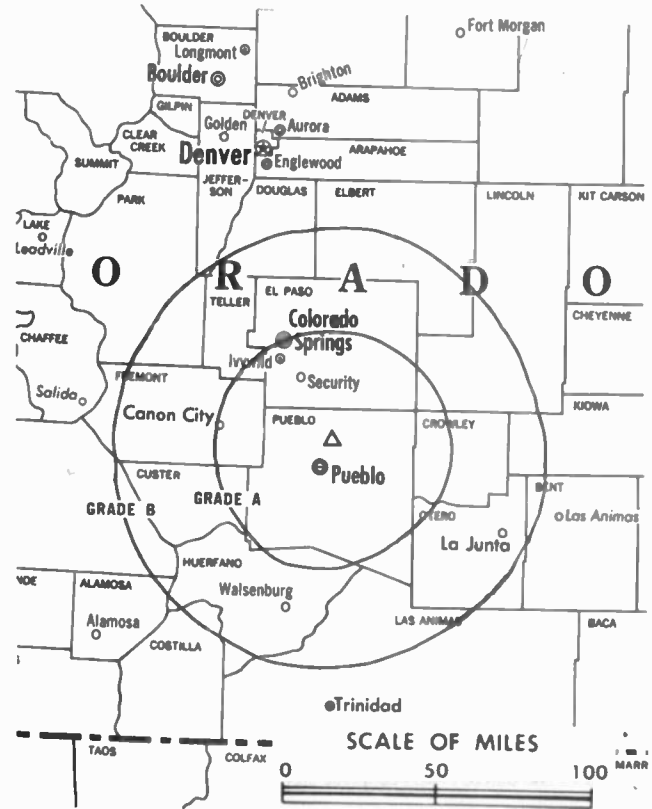 BOULDER
Longmont
Boulder
Fort Morgan
Brighton
GILPIN
ADAMS
DENVER
Golden
Aurora
CLEAR
CREEK
Denver
ARAPAHOE
SUMMIT
Englewood
JEFFER-
SON
DOUGLAS
ELBERT
LINCOLN
KIT CARSON
PARK
LAKE
Leadville
O R A D O
TELLER
EL PASO
CHEYENNE
Colorado
Springs
CHAFFEE
Ivywild
FREMONT
Security
Salida
Canon City
KIOWA
PUEBLO
CROWLEY
Pueblo
CUSTER
GRADE A
GRADE B
BENT
OTERO
Las Animas
La Junta
HUERFANO
NDE
ALAMOSA
Walsenburg
Alamosa
LAS ANIMAS
BACA
COSTILLA
Trinidad
SCALE OF MILES
TAOS
COLFAX
MARR
0 50 100